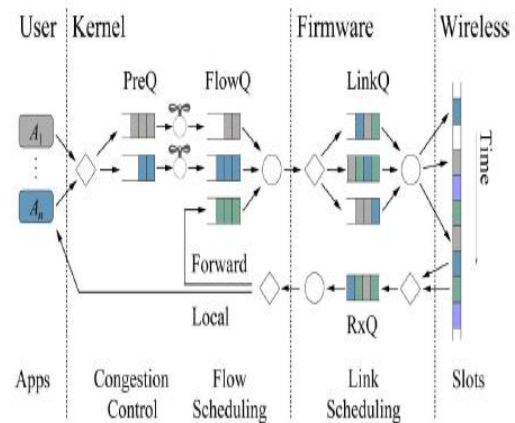 User Kernel Firmware Wireless
PreQ FlowQ LinkQ
A₁
⋮
Aₙ
Time
Forward
Local
RxQ
Apps Congestion Control Flow Scheduling Link Scheduling Slots